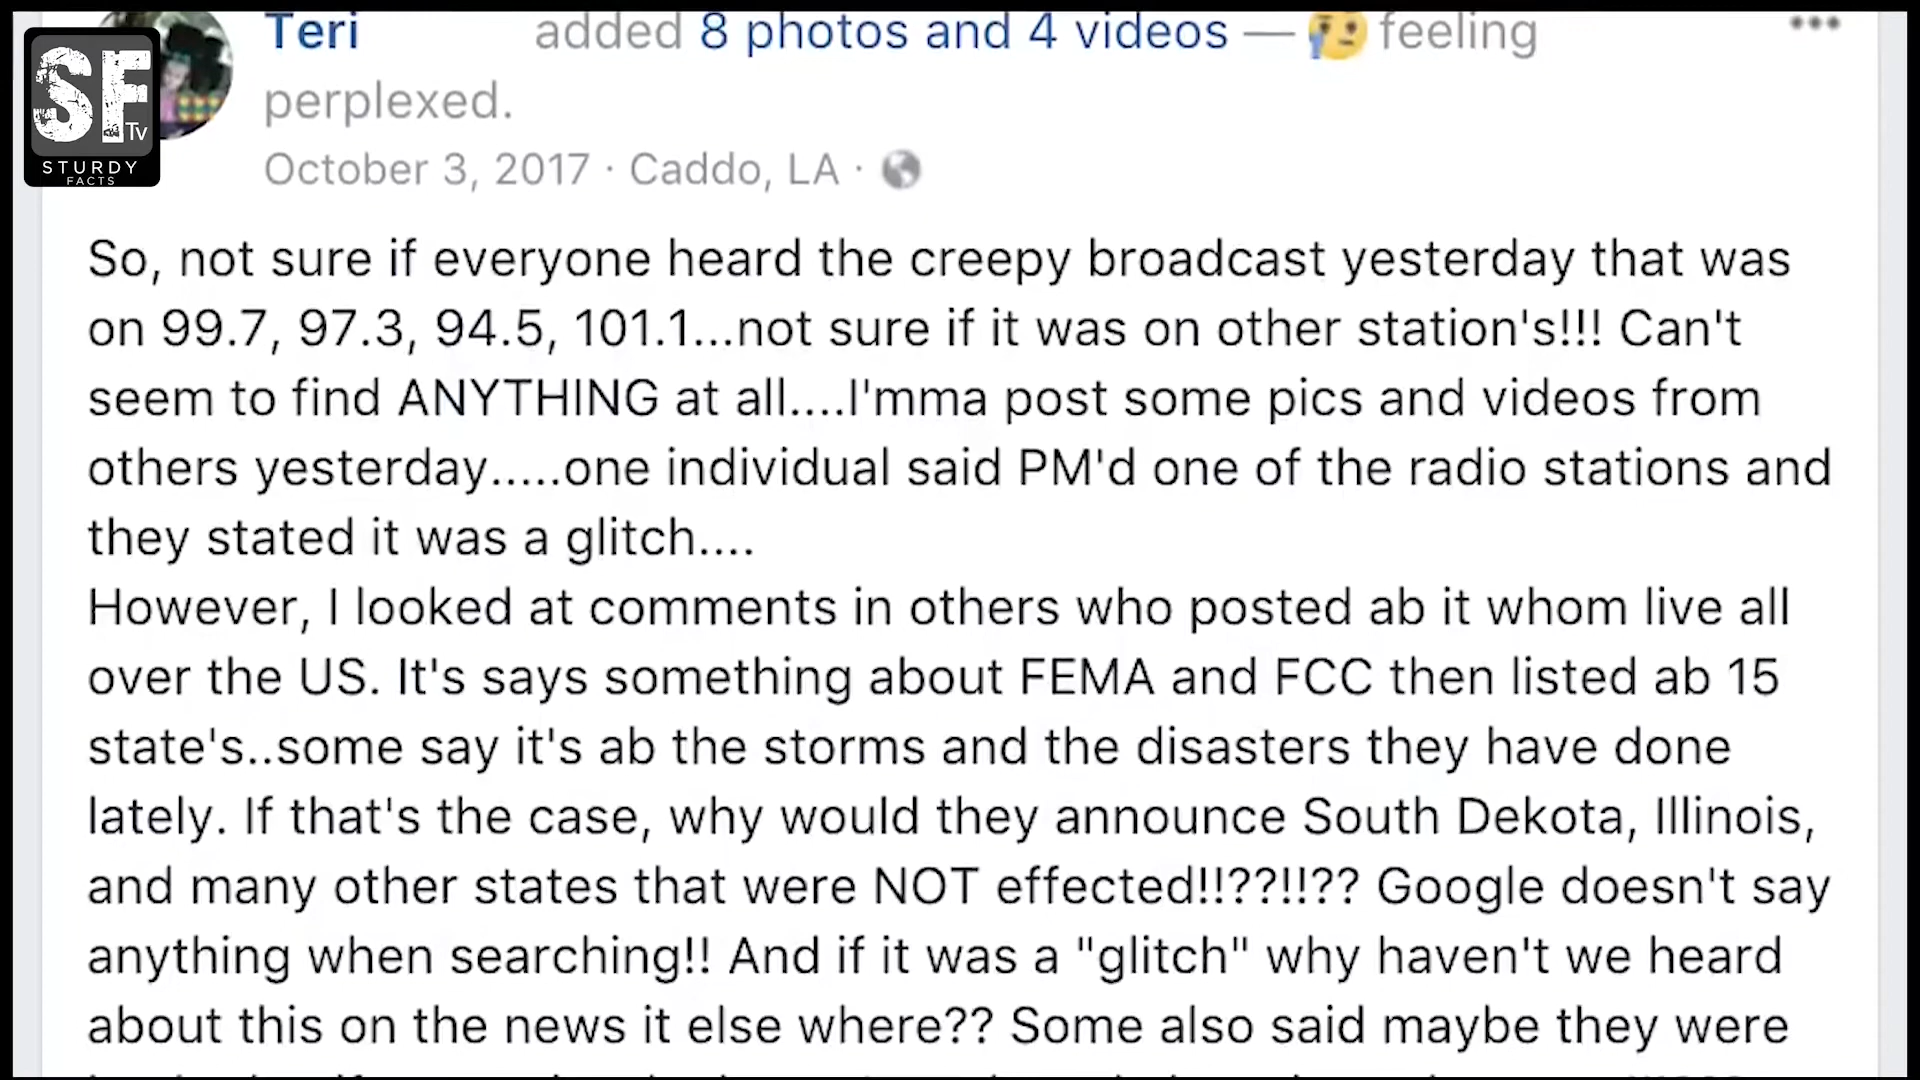 SF
Tv
STURDY
FACTS
Teri added 8 photos and 4 videos — feeling
perplexed.
October 3, 2017 · Caddo, LA ·
So, not sure if everyone heard the creepy broadcast yesterday that was
on 99.7, 97.3, 94.5, 101.1...not sure if it was on other station's!!! Can't
seem to find ANYTHING at all....I'mma post some pics and videos from
others yesterday.....one individual said PM'd one of the radio stations and
they stated it was a glitch....
However, I looked at comments in others who posted ab it whom live all
over the US. It's says something about FEMA and FCC then listed ab 15
state's..some say it's ab the storms and the disasters they have done
lately. If that's the case, why would they announce South Dekota, Illinois,
and many other states that were NOT effected!!??!!?? Google doesn't say
anything when searching!! And if it was a "glitch" why haven't we heard
about this on the news it else where?? Some also said maybe they were